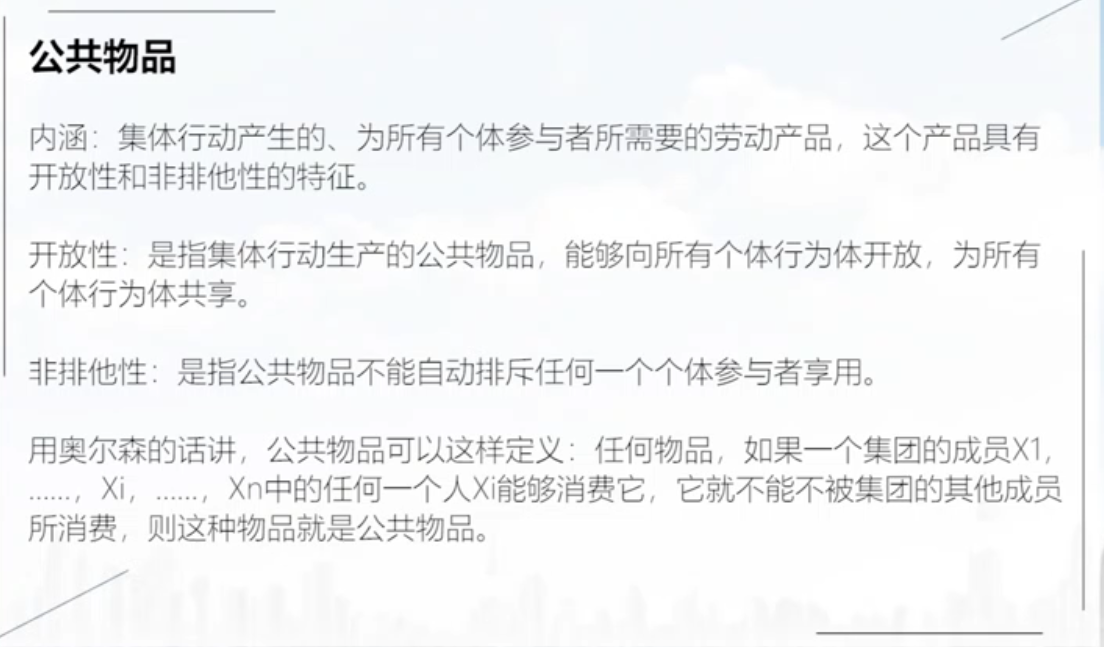 公共物品
内涵：集体行动产生的、为所有个体参与者所需要的劳动产品，这个产品具有
开放性和非排他性的特征。
开放性：是指集体行动生产的公共物品，能够向所有个体行为体开放，为所有
个体行为体共享。
非排他性：是指公共物品不能自动排斥任何一个个体参与者享用。
用奥尔森的话讲，公共物品可以这样定义：任何物品，如果一个集团的成员X1，
……，Xi，……，Xn中的任何一个人Xi能够消费它，它就不能不被集团的其他成员
所消费，则这种物品就是公共物品。